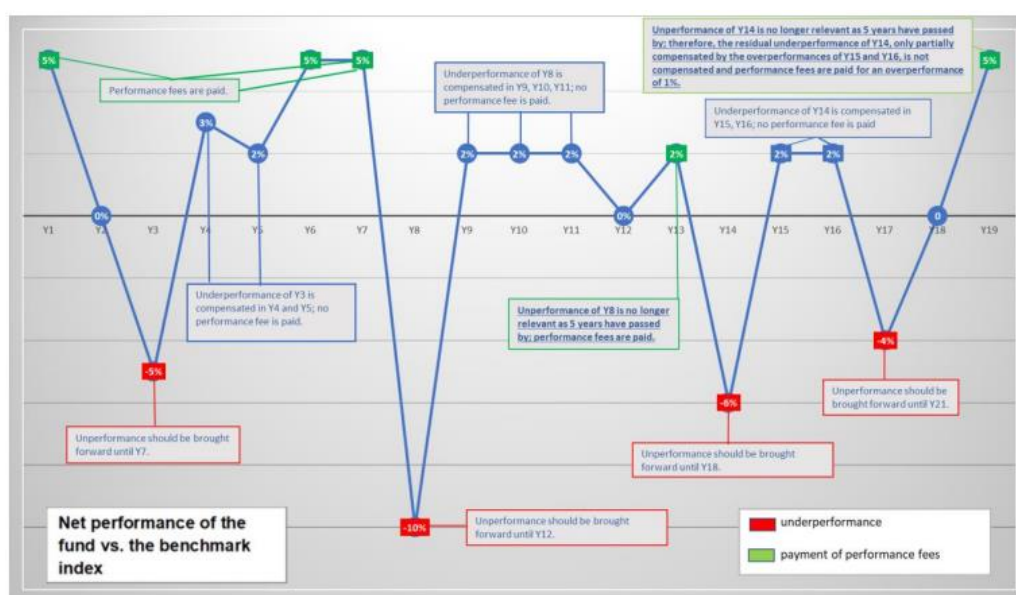 Unperformance of Y14 is no longer relevant as 5 years have passed
by; therefore, the residual underperformance of Y14, only partially
compensated by the overperformances of Y15 and Y16, is not
compensated and performance fees are paid for an overperformance
of 1%.
5%
5%
5%
5%
Performance fees are paid.
Underperformance of Y8 is
compensated in Y9, Y10, Y11; no
performance fee is paid.
Underperformance of Y14 is compensated in
Y15, Y16; no performance fee is paid
3%
2%
2%
2%
2%
2%
2%
2%
0%
0%
0
Y1
Y2
Y3
Y4
Y5
Y6
Y7
Y8
Y9
Y10
Y11
Y12
Y13
Y14
Y15
Y16
Y17
Y18
Y19
Underperformance of Y3 is
compensated in Y4 and Y5; no
performance fee is paid.
Unperformance of Y8 is no longer
relevant as 5 years have passed
by; performance fees are paid.
-5%
-6%
-4%
Unperformance should be
brought forward until Y21.
Unperformance should be brought
forward until Y7.
Unperformance should be brought
forward until Y18.
-10%
Unperformance should be brought
forward until Y12.
Net performance of the
fund vs. the benchmark
index
underperformance
payment of performance fees